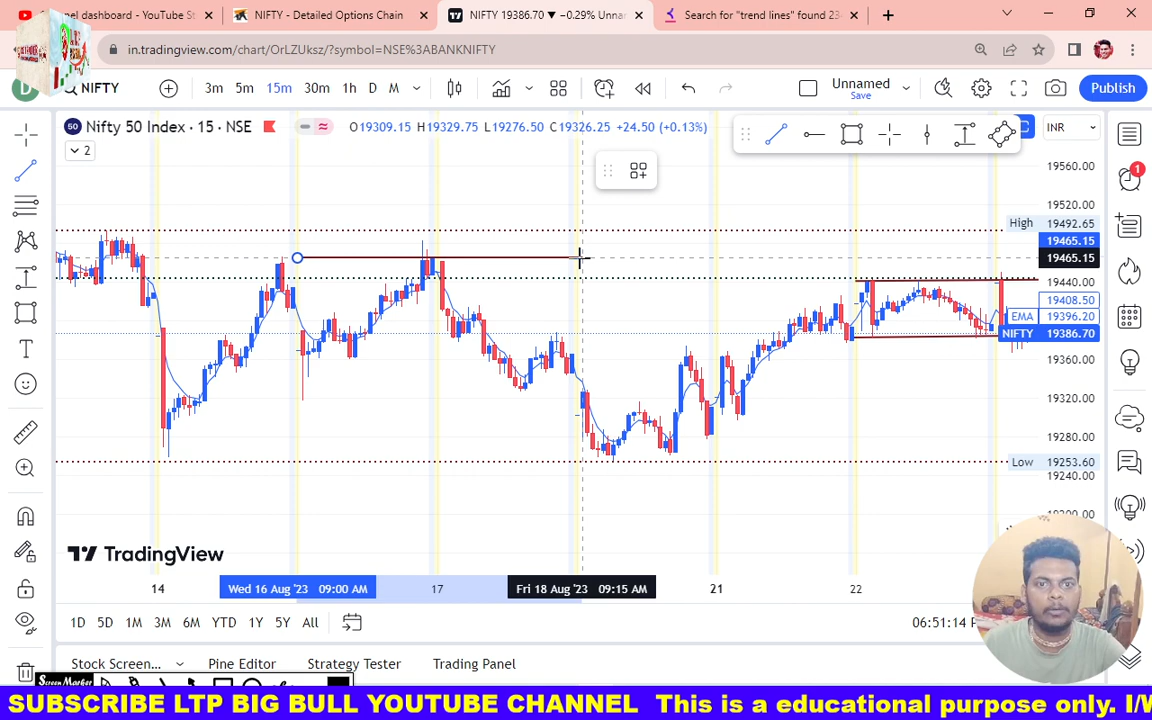 nel dashboard - YouTube St
NIFTY - Detailed Options Chain
NIFTY 19386.70 ▼ −0.29% Unnar
Search for "trend lines" found 23
in.tradingview.com/chart/OrLZUksz/?symbol=NSE%3ABANKNIFTY
NIFTY
3m 5m 15m 30m 1h D M
Unnamed
Save
Publish
50 Nifty 50 Index · 15 · NSE
O19309.15 H19329.75 L19276.50 C19326.25 +24.50 (+0.13%)
INR
2
1
19560.00
19520.00
High 19492.65
19465.15
19465.15
19440.00
19408.50
EMA 19396.20
NIFTY 19386.70
19360.00
19320.00
19280.00
Low 19253.60
19240.00
19200.00
TradingView
14
Wed 16 Aug '23 09:00 AM
17
Fri 18 Aug '23 09:15 AM
21
22
1D 5D 1M 3M 6M YTD 1Y 5Y All
06:51:14 P
Stock Screen... Pine Editor Strategy Tester Trading Panel
Screen Marker
SUBSCRIBE LTP BIG BULL YOUTUBE CHANNEL This is a educational purpose only. I/W